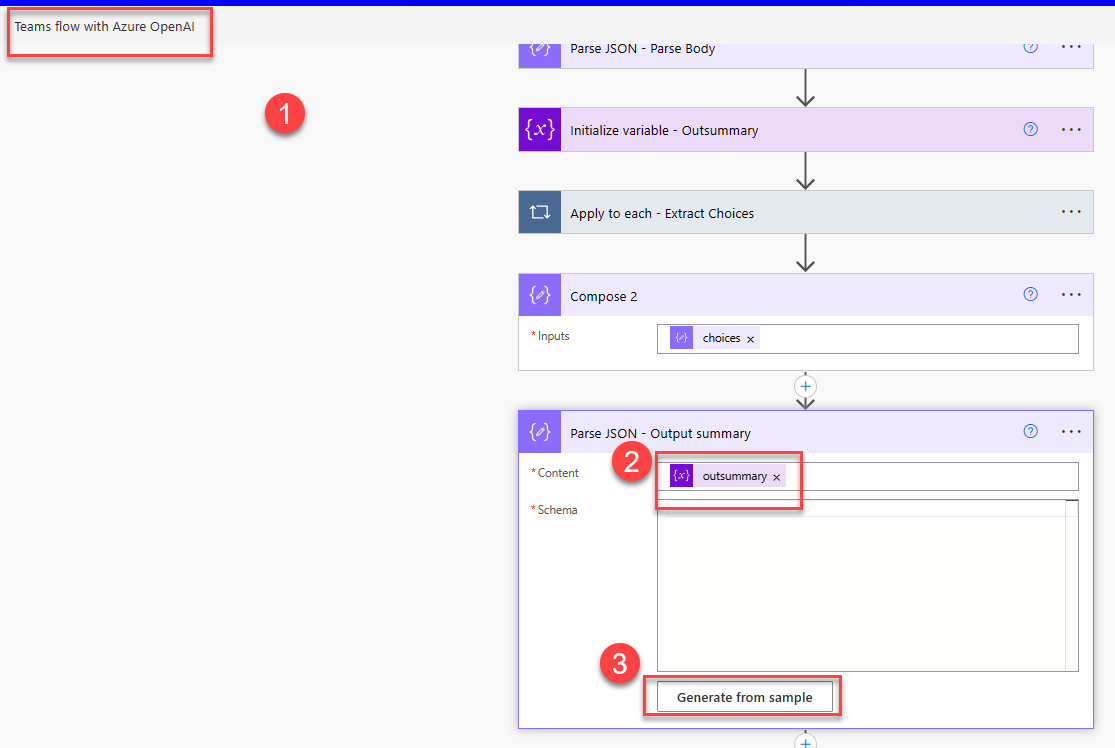 Teams flow with Azure OpenAI
Parse JSON - Parse Body
1
{x} Initialize variable - Outsummary
Apply to each - Extract Choices
Compose 2
*Inputs
choices ×
Parse JSON - Output summary
2
*Content
{x} outsummary ×
*Schema
3
Generate from sample